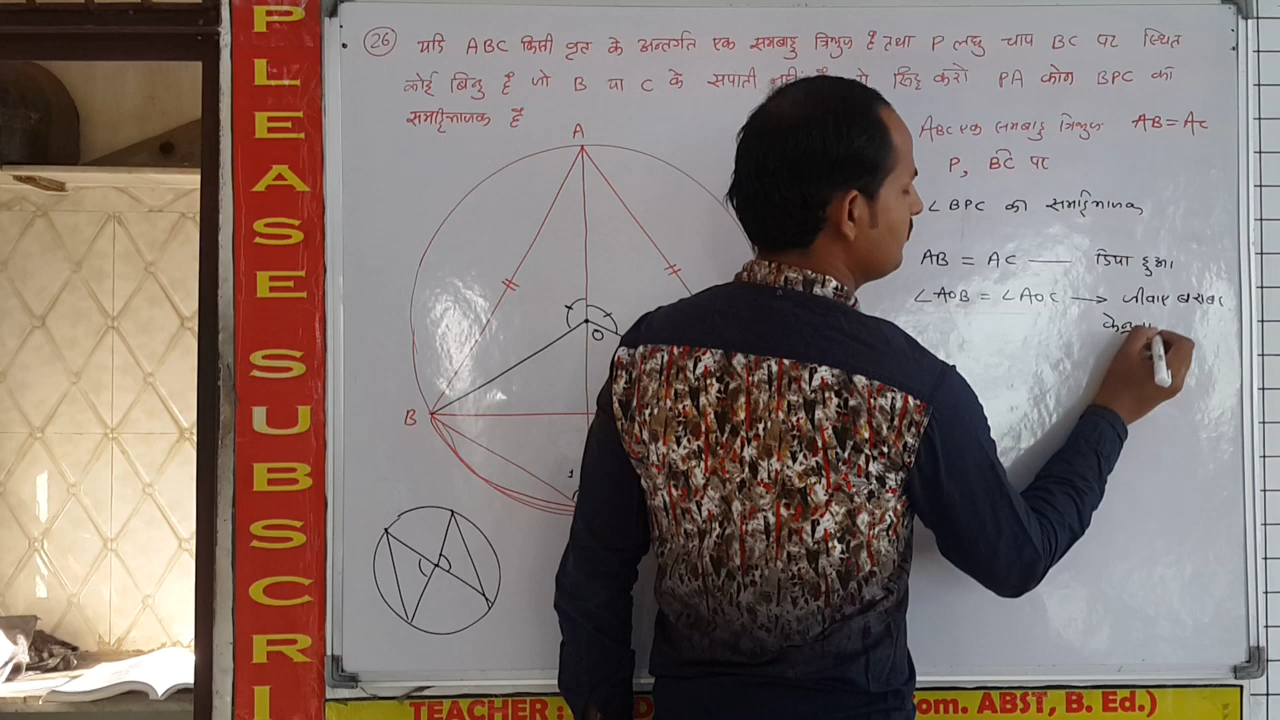 PLEASE SUBSCRI
26 यदि ABC किसी वृत के अन्तर्गत एक समबाहु त्रिभुज है तथा P लघु चाप BC पर स्थित
कोई बिन्दु है जो B या C के सपाती नही सिद्ध करो PA कोण BPC का
समद्विभाजक है
A
ABC एक समबाहु त्रिभुज AB=AC
P, BC पर
∠BPC का समद्विभाजक
AB = AC — दिया हुआ
∠AOB = ∠AOC → जीवाए बराबर
O
B
1
TEACHER : om. ABST, B. Ed.)